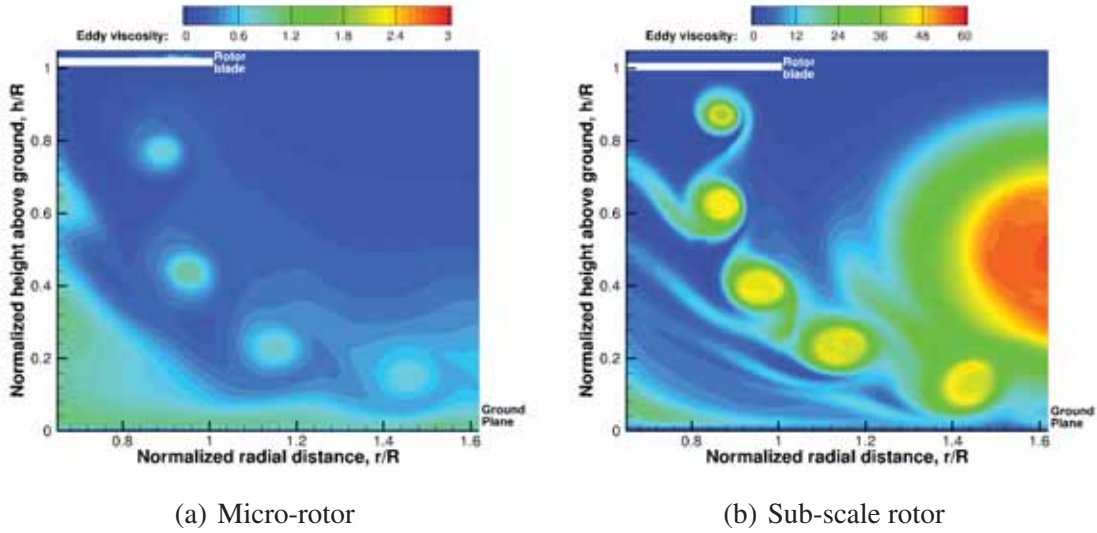 Eddy viscosity: 0 0.6 1.2 1.8 2.4 3
Rotor
blade
1
0.8
0.6
0.4
0.2
0
Normalized height above ground, h/R
0.8 1 1.2 1.4 1.6
Normalized radial distance, r/R
Ground
Plane
(a) Micro-rotor
Eddy viscosity: 0 12 24 36 48 60
Rotor
blade
1
0.8
0.6
0.4
0.2
0
Normalized height above ground, h/R
0.8 1 1.2 1.4 1.6
Normalized radial distance, r/R
Ground
Plane
(b) Sub-scale rotor